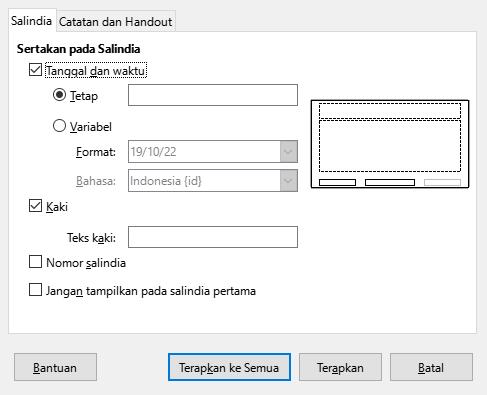 Salindia
Catatan dan Handout
Sertakan pada Salindia
Tanggal dan waktu
Tetap
Variabel
Format:
19/10/22
Bahasa:
Indonesia {id}
Kaki
Teks kaki:
Nomor salindia
Jangan tampilkan pada salindia pertama
Bantuan
Terapkan ke Semua
Terapkan
Batal